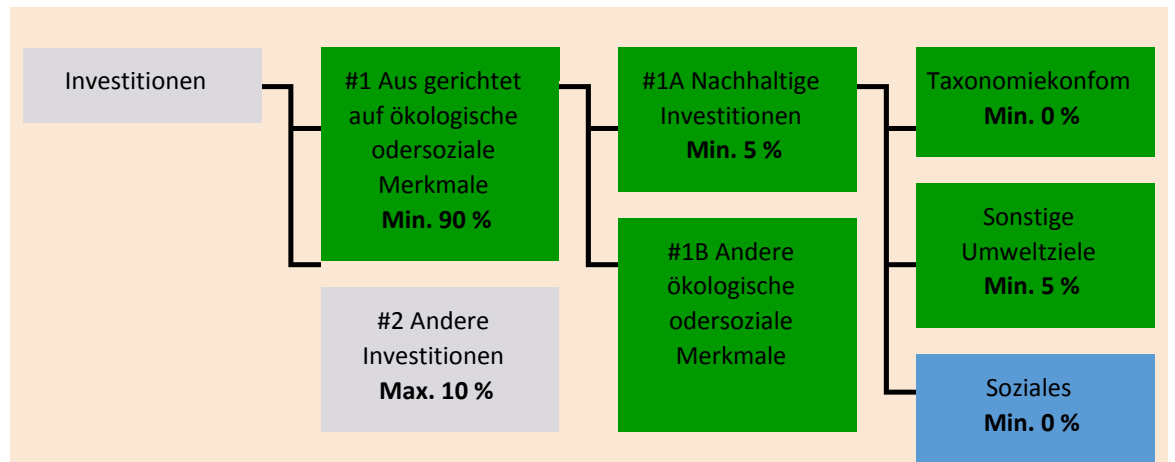 Investitionen
#1 Aus gerichtet
auf ökologische
odersoziale
Merkmale
Min. 90 %
#2 Andere
Investitionen
Max. 10 %
#1A Nachhaltige
Investitionen
Min. 5 %
#1B Andere
ökologische
odersoziale
Merkmale
Taxonomiekonfom
Min. 0 %
Sonstige
Umweltziele
Min. 5 %
Soziales
Min. 0 %